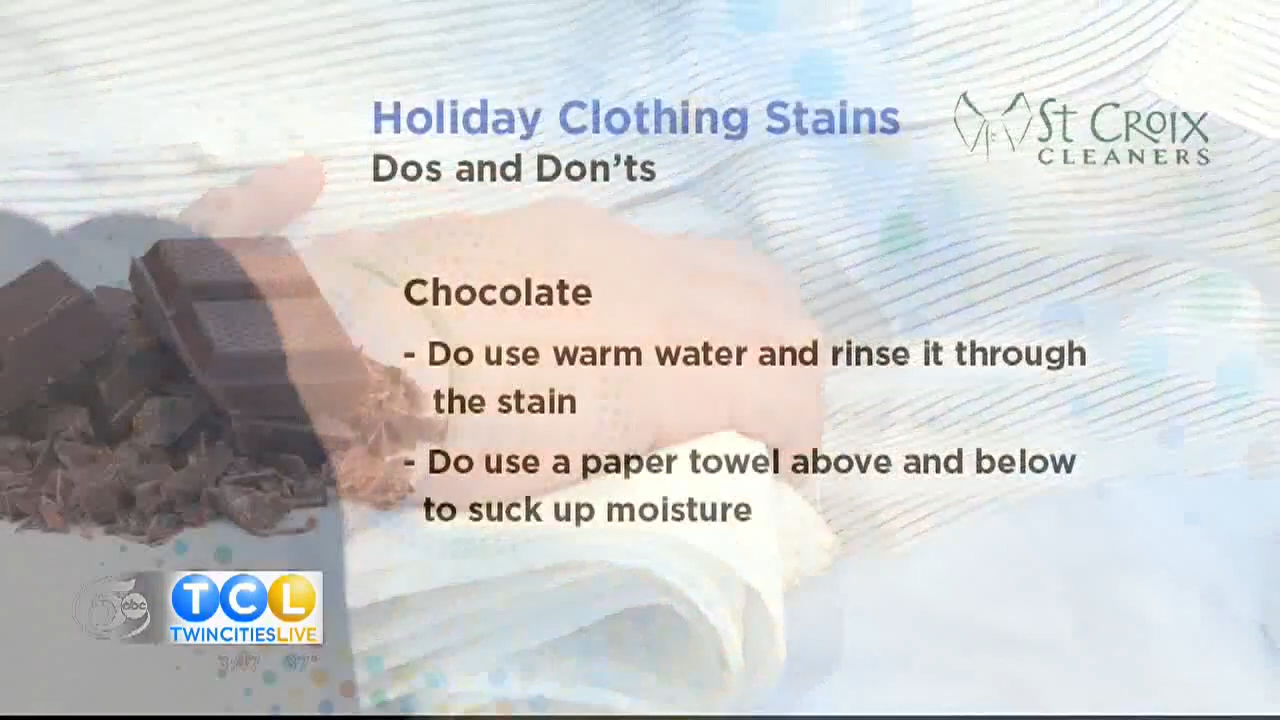 Holiday Clothing Stains
Dos and Don'ts
St Croix
CLEANERS
Chocolate
- Do use warm water and rinse it through
the stain
- Do use a paper towel above and below
to suck up moisture
5
abc
TCL
TWINCITIESLIVE